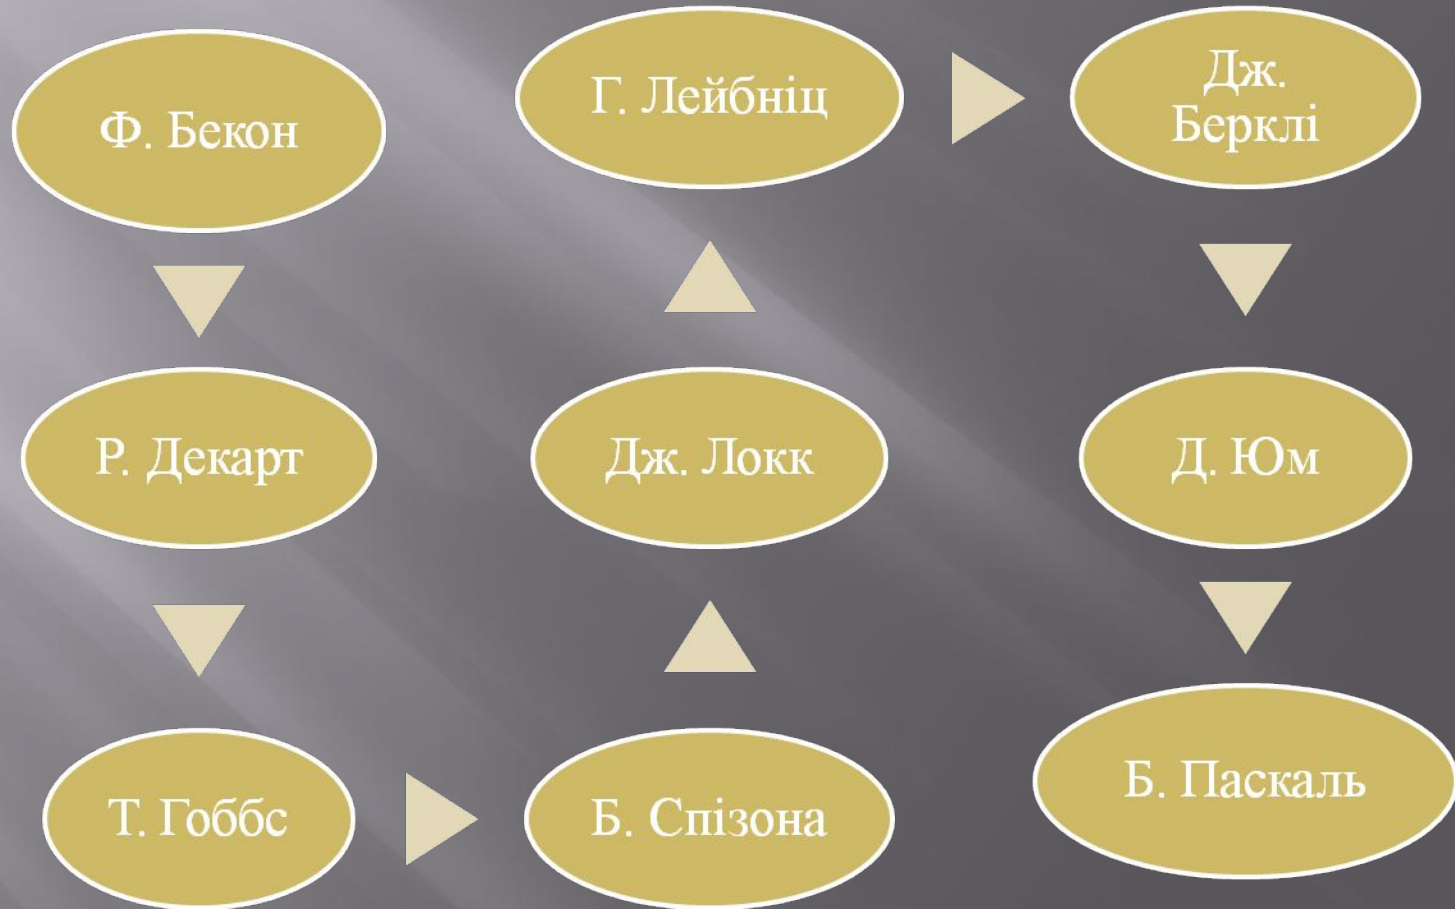 Ф. Бекон
Р. Декарт
Т. Гоббс
Б. Спізона
Дж. Локк
Г. Лейбніц
Дж.
Берклі
Д. Юм
Б. Паскаль